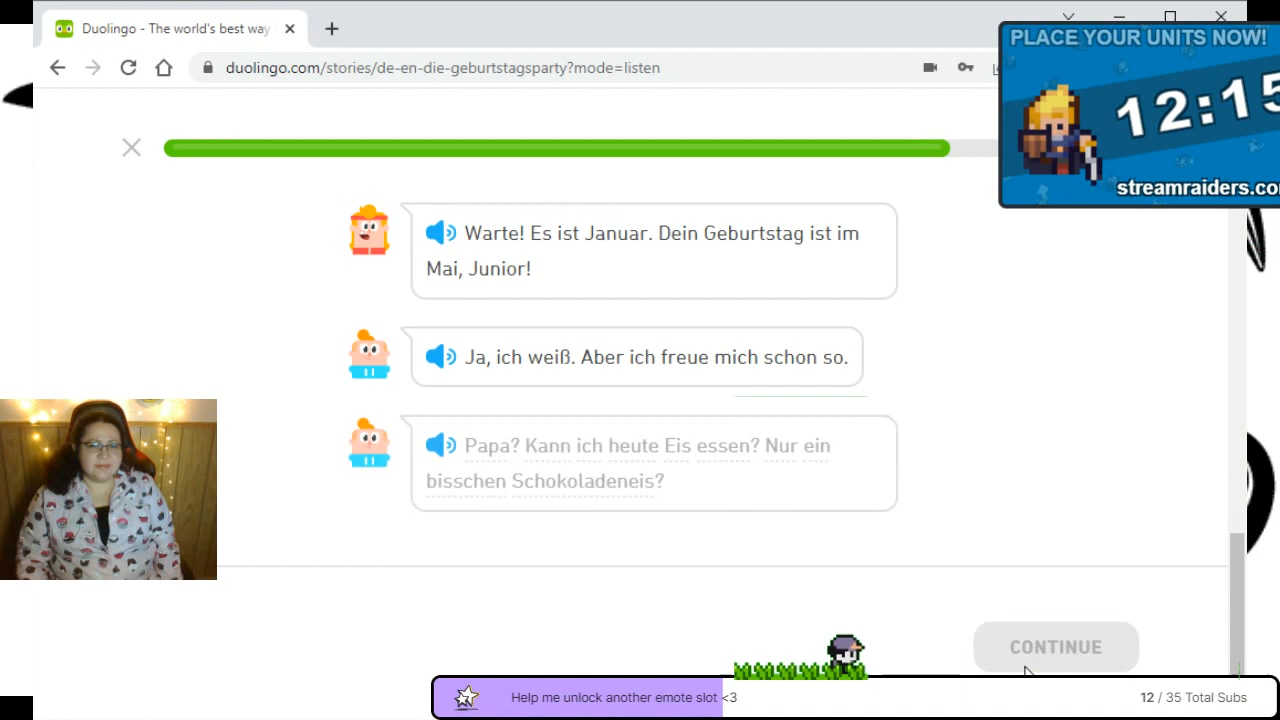 Duolingo - The world's best way
duolingo.com/stories/de-en-die-geburtstagsparty?mode=listen
PLACE YOUR UNITS NOW!
12:15
streamraiders.co
Warte! Es ist Januar. Dein Geburtstag ist im
Mai, Junior!
Ja, ich weiß. Aber ich freue mich schon so.
Papa? Kann ich heute Eis essen? Nur ein
bisschen Schokoladeneis?
CONTINUE
Help me unlock another emote slot <3
12 / 35 Total Subs